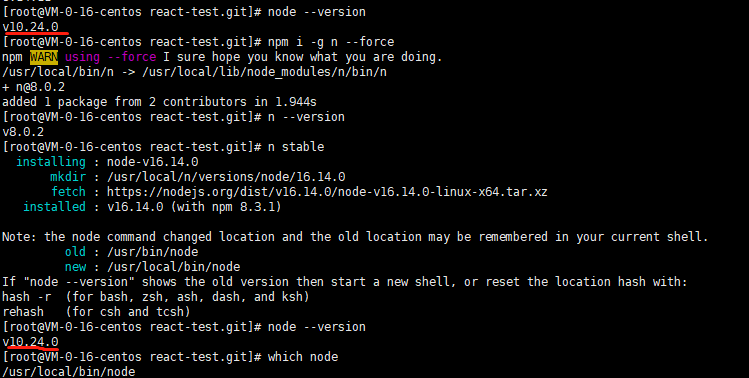 [root@VM-0-16-centos react-test.git]# node --version
v10.24.0
[root@VM-0-16-centos react-test.git]# npm i -g n --force
npm WARN using --force I sure hope you know what you are doing.
/usr/local/bin/n -> /usr/local/lib/node_modules/n/bin/n
+ n@8.0.2
added 1 package from 2 contributors in 1.944s
[root@VM-0-16-centos react-test.git]# n --version
v8.0.2
[root@VM-0-16-centos react-test.git]# n stable
installing : node-v16.14.0
mkdir : /usr/local/n/versions/node/16.14.0
fetch : https://nodejs.org/dist/v16.14.0/node-v16.14.0-linux-x64.tar.xz
installed : v16.14.0 (with npm 8.3.1)
Note: the node command changed location and the old location may be remembered in your current shell.
old : /usr/bin/node
new : /usr/local/bin/node
If "node --version" shows the old version then start a new shell, or reset the location hash with:
hash -r (for bash, zsh, ash, dash, and ksh)
rehash (for csh and tcsh)
[root@VM-0-16-centos react-test.git]# node --version
v10.24.0
[root@VM-0-16-centos react-test.git]# which node
/usr/local/bin/node